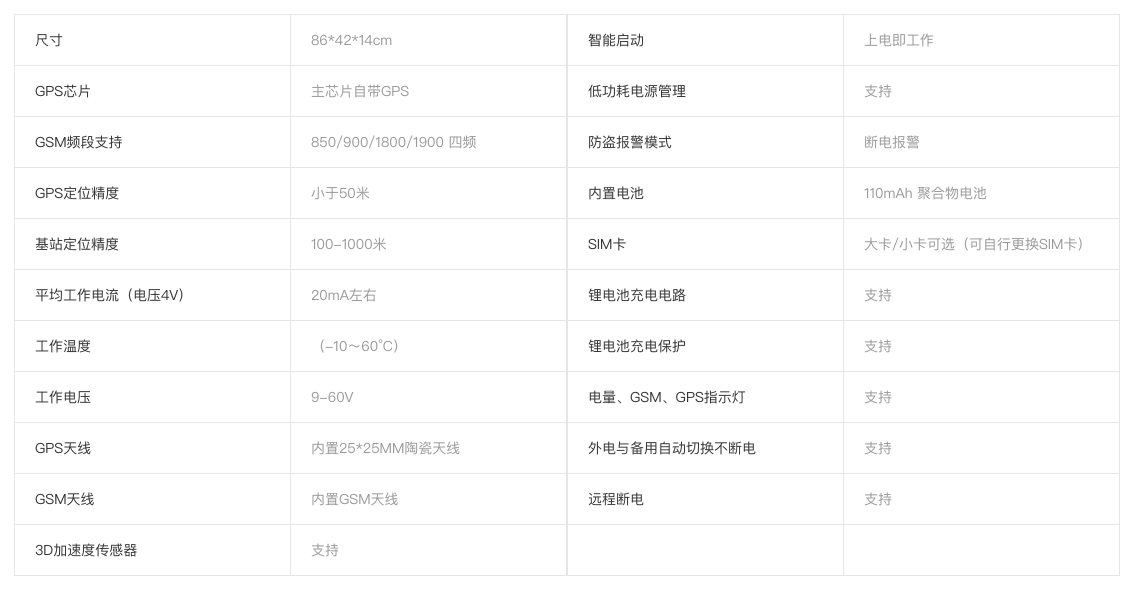 尺寸 86*42*14cm 智能启动 上电即工作
GPS芯片 主芯片自带GPS 低功耗电源管理 支持
GSM频段支持 850/900/1800/1900 四频 防盗报警模式 断电报警
GPS定位精度 小于50米 内置电池 110mAh 聚合物电池
基站定位精度 100-1000米 SIM卡 大卡/小卡可选（可自行更换SIM卡）
平均工作电流（电压4V） 20mA左右 锂电池充电电路 支持
工作温度 （-10～60℃） 锂电池充电保护 支持
工作电压 9-60V 电量、GSM、GPS指示灯 支持
GPS天线 内置25*25MM陶瓷天线 外电与备用自动切换不断电 支持
GSM天线 内置GSM天线 远程断电 支持
3D加速度传感器 支持